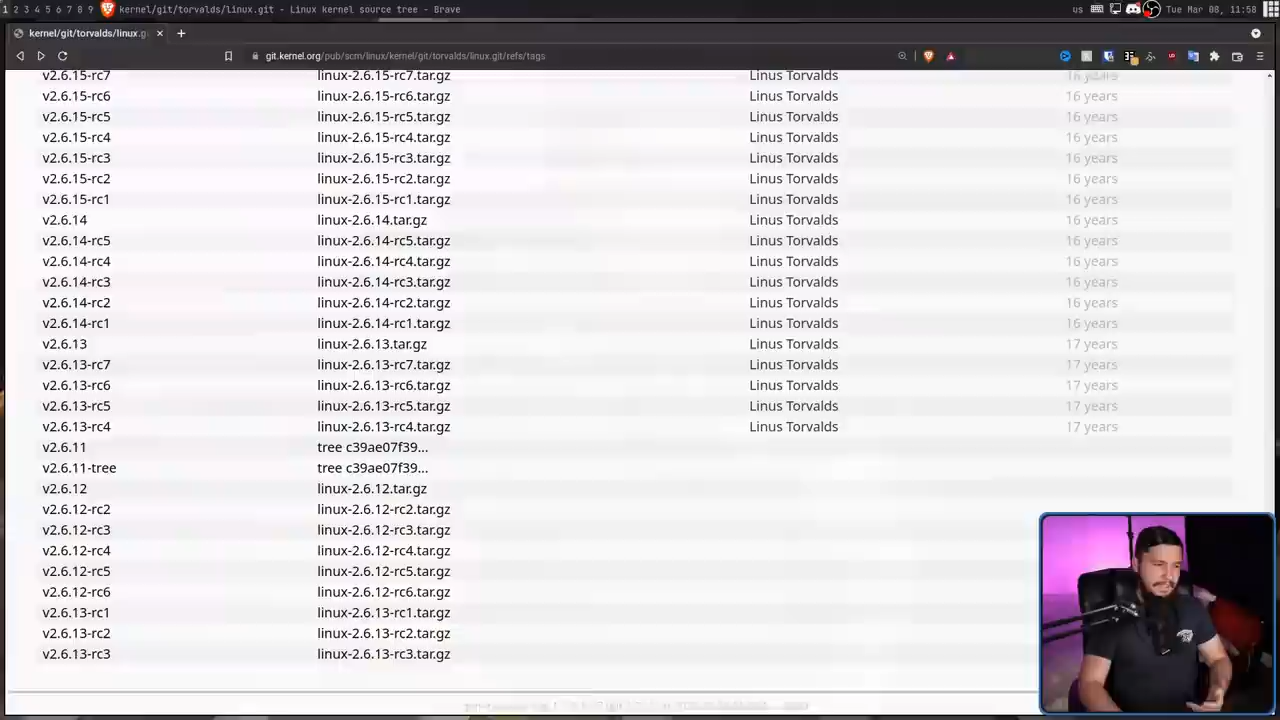 1 2 3 4 5 6 7 8 9 kernel/git/torvalds/linux.git - Linux kernel source tree - Brave us Tue Mar 08, 11:58
kernel/git/torvalds/linux.gi
git.kernel.org/pub/scm/linux/kernel/git/torvalds/linux.git/refs/tags
v2.6.15-rc7 linux-2.6.15-rc7.tar.gz Linus Torvalds 16 years
v2.6.15-rc6 linux-2.6.15-rc6.tar.gz Linus Torvalds 16 years
v2.6.15-rc5 linux-2.6.15-rc5.tar.gz Linus Torvalds 16 years
v2.6.15-rc4 linux-2.6.15-rc4.tar.gz Linus Torvalds 16 years
v2.6.15-rc3 linux-2.6.15-rc3.tar.gz Linus Torvalds 16 years
v2.6.15-rc2 linux-2.6.15-rc2.tar.gz Linus Torvalds 16 years
v2.6.15-rc1 linux-2.6.15-rc1.tar.gz Linus Torvalds 16 years
v2.6.14 linux-2.6.14.tar.gz Linus Torvalds 16 years
v2.6.14-rc5 linux-2.6.14-rc5.tar.gz Linus Torvalds 16 years
v2.6.14-rc4 linux-2.6.14-rc4.tar.gz Linus Torvalds 16 years
v2.6.14-rc3 linux-2.6.14-rc3.tar.gz Linus Torvalds 16 years
v2.6.14-rc2 linux-2.6.14-rc2.tar.gz Linus Torvalds 16 years
v2.6.14-rc1 linux-2.6.14-rc1.tar.gz Linus Torvalds 16 years
v2.6.13 linux-2.6.13.tar.gz Linus Torvalds 17 years
v2.6.13-rc7 linux-2.6.13-rc7.tar.gz Linus Torvalds 17 years
v2.6.13-rc6 linux-2.6.13-rc6.tar.gz Linus Torvalds 17 years
v2.6.13-rc5 linux-2.6.13-rc5.tar.gz Linus Torvalds 17 years
v2.6.13-rc4 linux-2.6.13-rc4.tar.gz Linus Torvalds 17 years
v2.6.11 tree c39ae07f39...
v2.6.11-tree tree c39ae07f39...
v2.6.12 linux-2.6.12.tar.gz
v2.6.12-rc2 linux-2.6.12-rc2.tar.gz
v2.6.12-rc3 linux-2.6.12-rc3.tar.gz
v2.6.12-rc4 linux-2.6.12-rc4.tar.gz
v2.6.12-rc5 linux-2.6.12-rc5.tar.gz
v2.6.12-rc6 linux-2.6.12-rc6.tar.gz
v2.6.13-rc1 linux-2.6.13-rc1.tar.gz
v2.6.13-rc2 linux-2.6.13-rc2.tar.gz
v2.6.13-rc3 linux-2.6.13-rc3.tar.gz